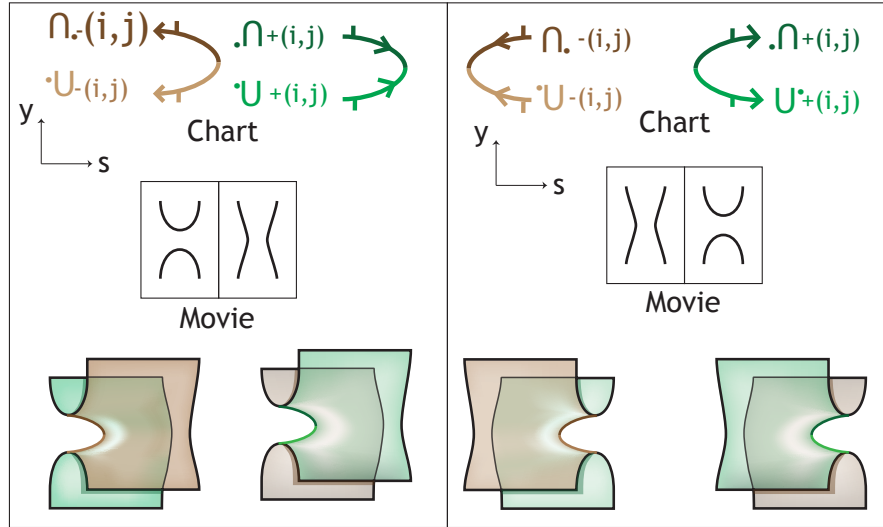 ∩.-(i,j) .∩+(i,j)
˙U-(i,j) ˙U +(i,j)
y
Chart
s
Movie
∩. -(i,j) .∩+(i,j)
˙U -(i,j) U˙+(i,j)
y
Chart
s
Movie